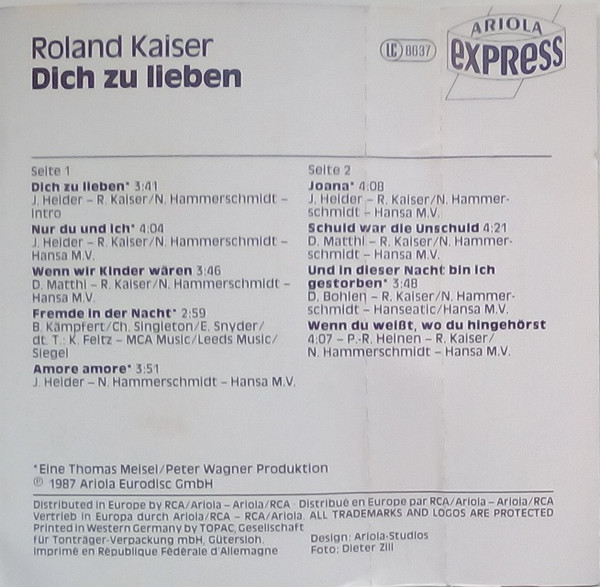 Roland Kaiser
Dich zu lieben
LC 8637
ARIOLA
EXPRESS
Seite 1
Dich zu lieben* 3:41
J. Heider – R. Kaiser/N. Hammerschmidt –
Intro
Nur du und ich* 4:04
J. Heider – R. Kaiser/N. Hammerschmidt –
Hansa M.V.
Wenn wir Kinder wären 3:46
D. Matthi – R. Kaiser/N. Hammerschmidt –
Hansa M.V.
Fremde in der Nacht* 2:59
B. Kämpfert/Ch. Singleton/E. Snyder/
dt. T.: K. Feltz – MCA Music/Leeds Music/
Siegel
Amore amore* 3:51
J. Heider – N. Hammerschmidt – Hansa M.V.
Seite 2
Joana* 4:08
J. Heider – R. Kaiser/N. Hammer-
schmidt – Hansa M.V.
Schuld war die Unschuld 4:21
D. Matthi – R. Kaiser/N. Hammer-
schmidt – Hansa M.V.
Und in dieser Nacht bin ich
gestorben* 3:48
D. Bohlen – R. Kaiser/N. Hammer-
schmidt – Hanseatic/Hansa M.V.
Wenn du weißt, wo du hingehörst
4:07 – P.-R. Heinen – R. Kaiser/
N. Hammerschmidt – Hansa M.V.
*Eine Thomas Meisel/Peter Wagner Produktion
℗ 1987 Ariola Eurodisc GmbH
Distributed in Europe by RCA/Ariola – Ariola/RCA · Distribué en Europe par RCA/Ariola – Ariola/RCA
Vertrieb in Europa durch Ariola/RCA – RCA/Ariola. ALL TRADEMARKS AND LOGOS ARE PROTECTED
Printed in Western Germany by TOPAC, Gesellschaft
für Tonträger-Verpackung mbH, Gütersloh.
Imprimé en République Fédérale d'Allemagne
Design: Ariola-Studios
Foto: Dieter Zill